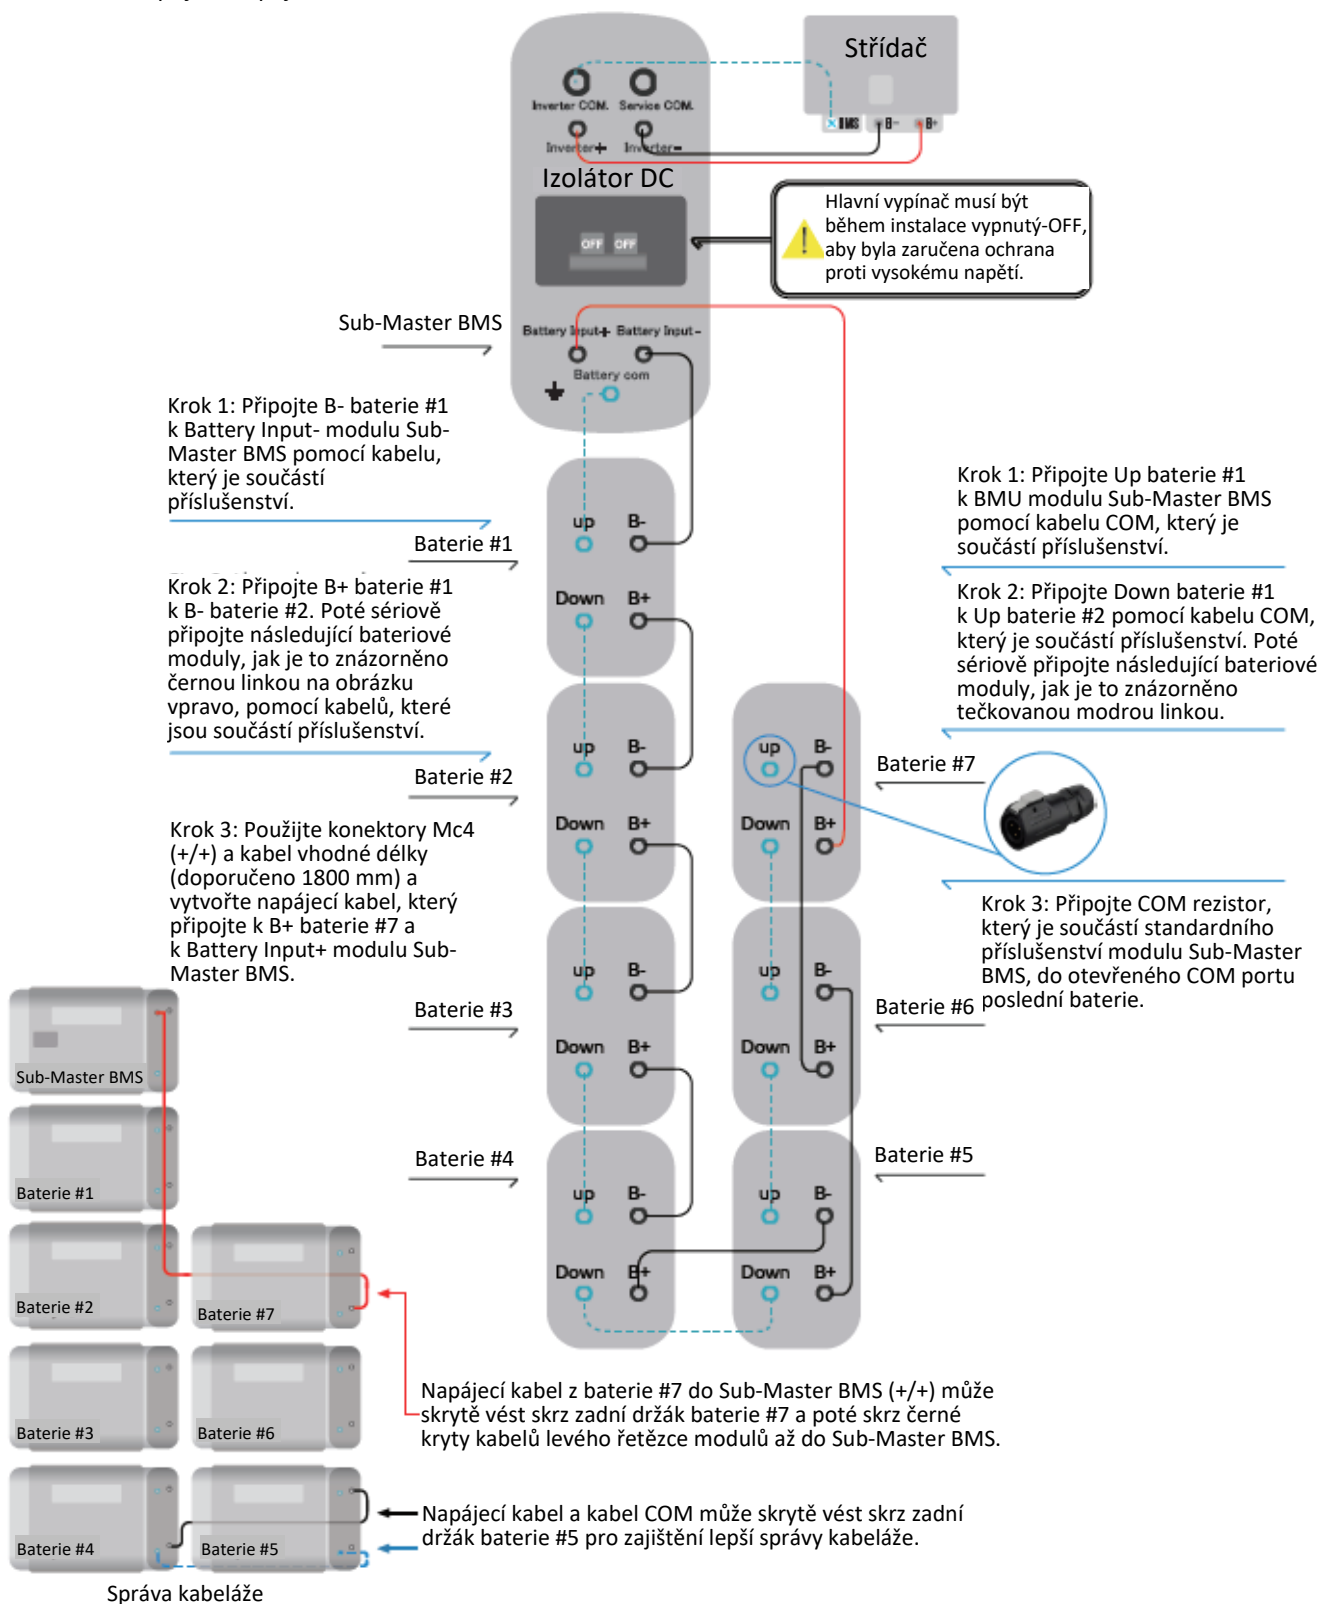 Střídač
Inverter COM. Service COM.
BMS B- B+
Inverter+ Inverter-
Izolátor DC
OFF OFF
Hlavní vypínač musí být
během instalace vypnutý-OFF,
aby byla zaručena ochrana
proti vysokému napětí.
Sub-Master BMS
Battery Input+ Battery Input-
Battery com
Krok 1: Připojte B- baterie #1
k Battery Input- modulu Sub-
Master BMS pomocí kabelu,
který je součástí
příslušenství.
Baterie #1
Krok 2: Připojte B+ baterie #1
k B- baterie #2. Poté sériově
připojte následující bateriové
moduly, jak je to znázorněno
černou linkou na obrázku
vpravo, pomocí kabelů, které
jsou součástí příslušenství.
Baterie #2
Krok 3: Použijte konektory Mc4
(+/+) a kabel vhodné délky
(doporučeno 1800 mm) a
vytvořte napájecí kabel, který
připojte k B+ baterie #7 a
k Battery Input+ modulu Sub-
Master BMS.
Baterie #3
Baterie #4
up B-
Down B+
up B-
Down B+
up B-
Down B+
up B-
Down B+
up B-
Down B+
up B-
Down B+
up B-
Down B+
Krok 1: Připojte Up baterie #1
k BMU modulu Sub-Master BMS
pomocí kabelu COM, který je
součástí příslušenství.
Krok 2: Připojte Down baterie #1
k Up baterie #2 pomocí kabelu COM,
který je součástí příslušenství. Poté
sériově připojte následující bateriové
moduly, jak je to znázorněno
tečkovanou modrou linkou.
Baterie #7
Krok 3: Připojte COM rezistor,
který je součástí standardního
příslušenství modulu Sub-Master
BMS, do otevřeného COM portu
poslední baterie.
Baterie #6
Baterie #5
Sub-Master BMS
Baterie #1
Baterie #2
Baterie #7
Baterie #3
Baterie #6
Baterie #4
Baterie #5
Napájecí kabel z baterie #7 do Sub-Master BMS (+/+) může
skrytě vést skrz zadní držák baterie #7 a poté skrz černé
kryty kabelů levého řetězce modulů až do Sub-Master BMS.
Napájecí kabel a kabel COM může skrytě vést skrz zadní
držák baterie #5 pro zajištění lepší správy kabeláže.
Správa kabeláže